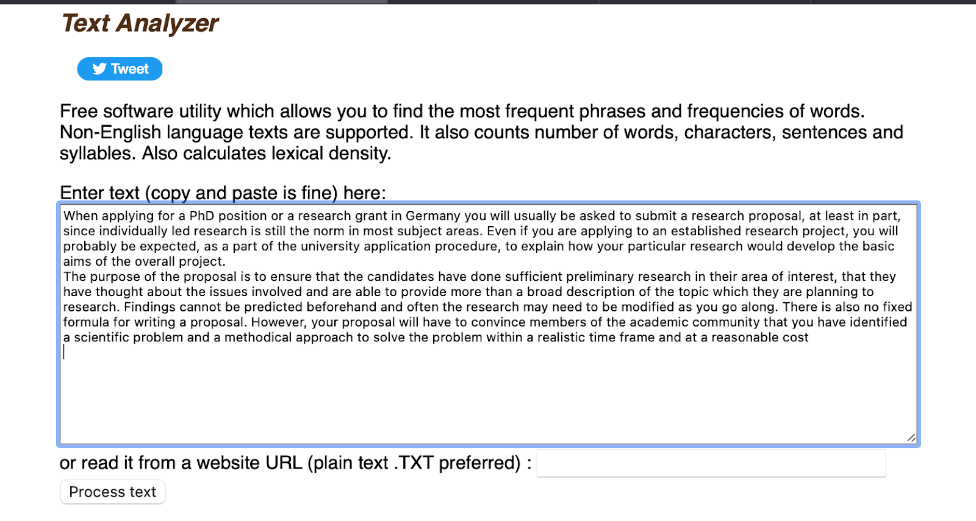 Text Analyzer
Tweet
Free software utility which allows you to find the most frequent phrases and frequencies of words.
Non-English language texts are supported. It also counts number of words, characters, sentences and
syllables. Also calculates lexical density.
Enter text (copy and paste is fine) here:
When applying for a PhD position or a research grant in Germany you will usually be asked to submit a research proposal, at least in part,
since individually led research is still the norm in most subject areas. Even if you are applying to an established research project, you will
probably be expected, as a part of the university application procedure, to explain how your particular research would develop the basic
aims of the overall project.
The purpose of the proposal is to ensure that the candidates have done sufficient preliminary research in their area of interest, that they
have thought about the issues involved and are able to provide more than a broad description of the topic which they are planning to
research. Findings cannot be predicted beforehand and often the research may need to be modified as you go along. There is also no fixed
formula for writing a proposal. However, your proposal will have to convince members of the academic community that you have identified
a scientific problem and a methodical approach to solve the problem within a realistic time frame and at a reasonable cost
or read it from a website URL (plain text .TXT preferred) :
Process text